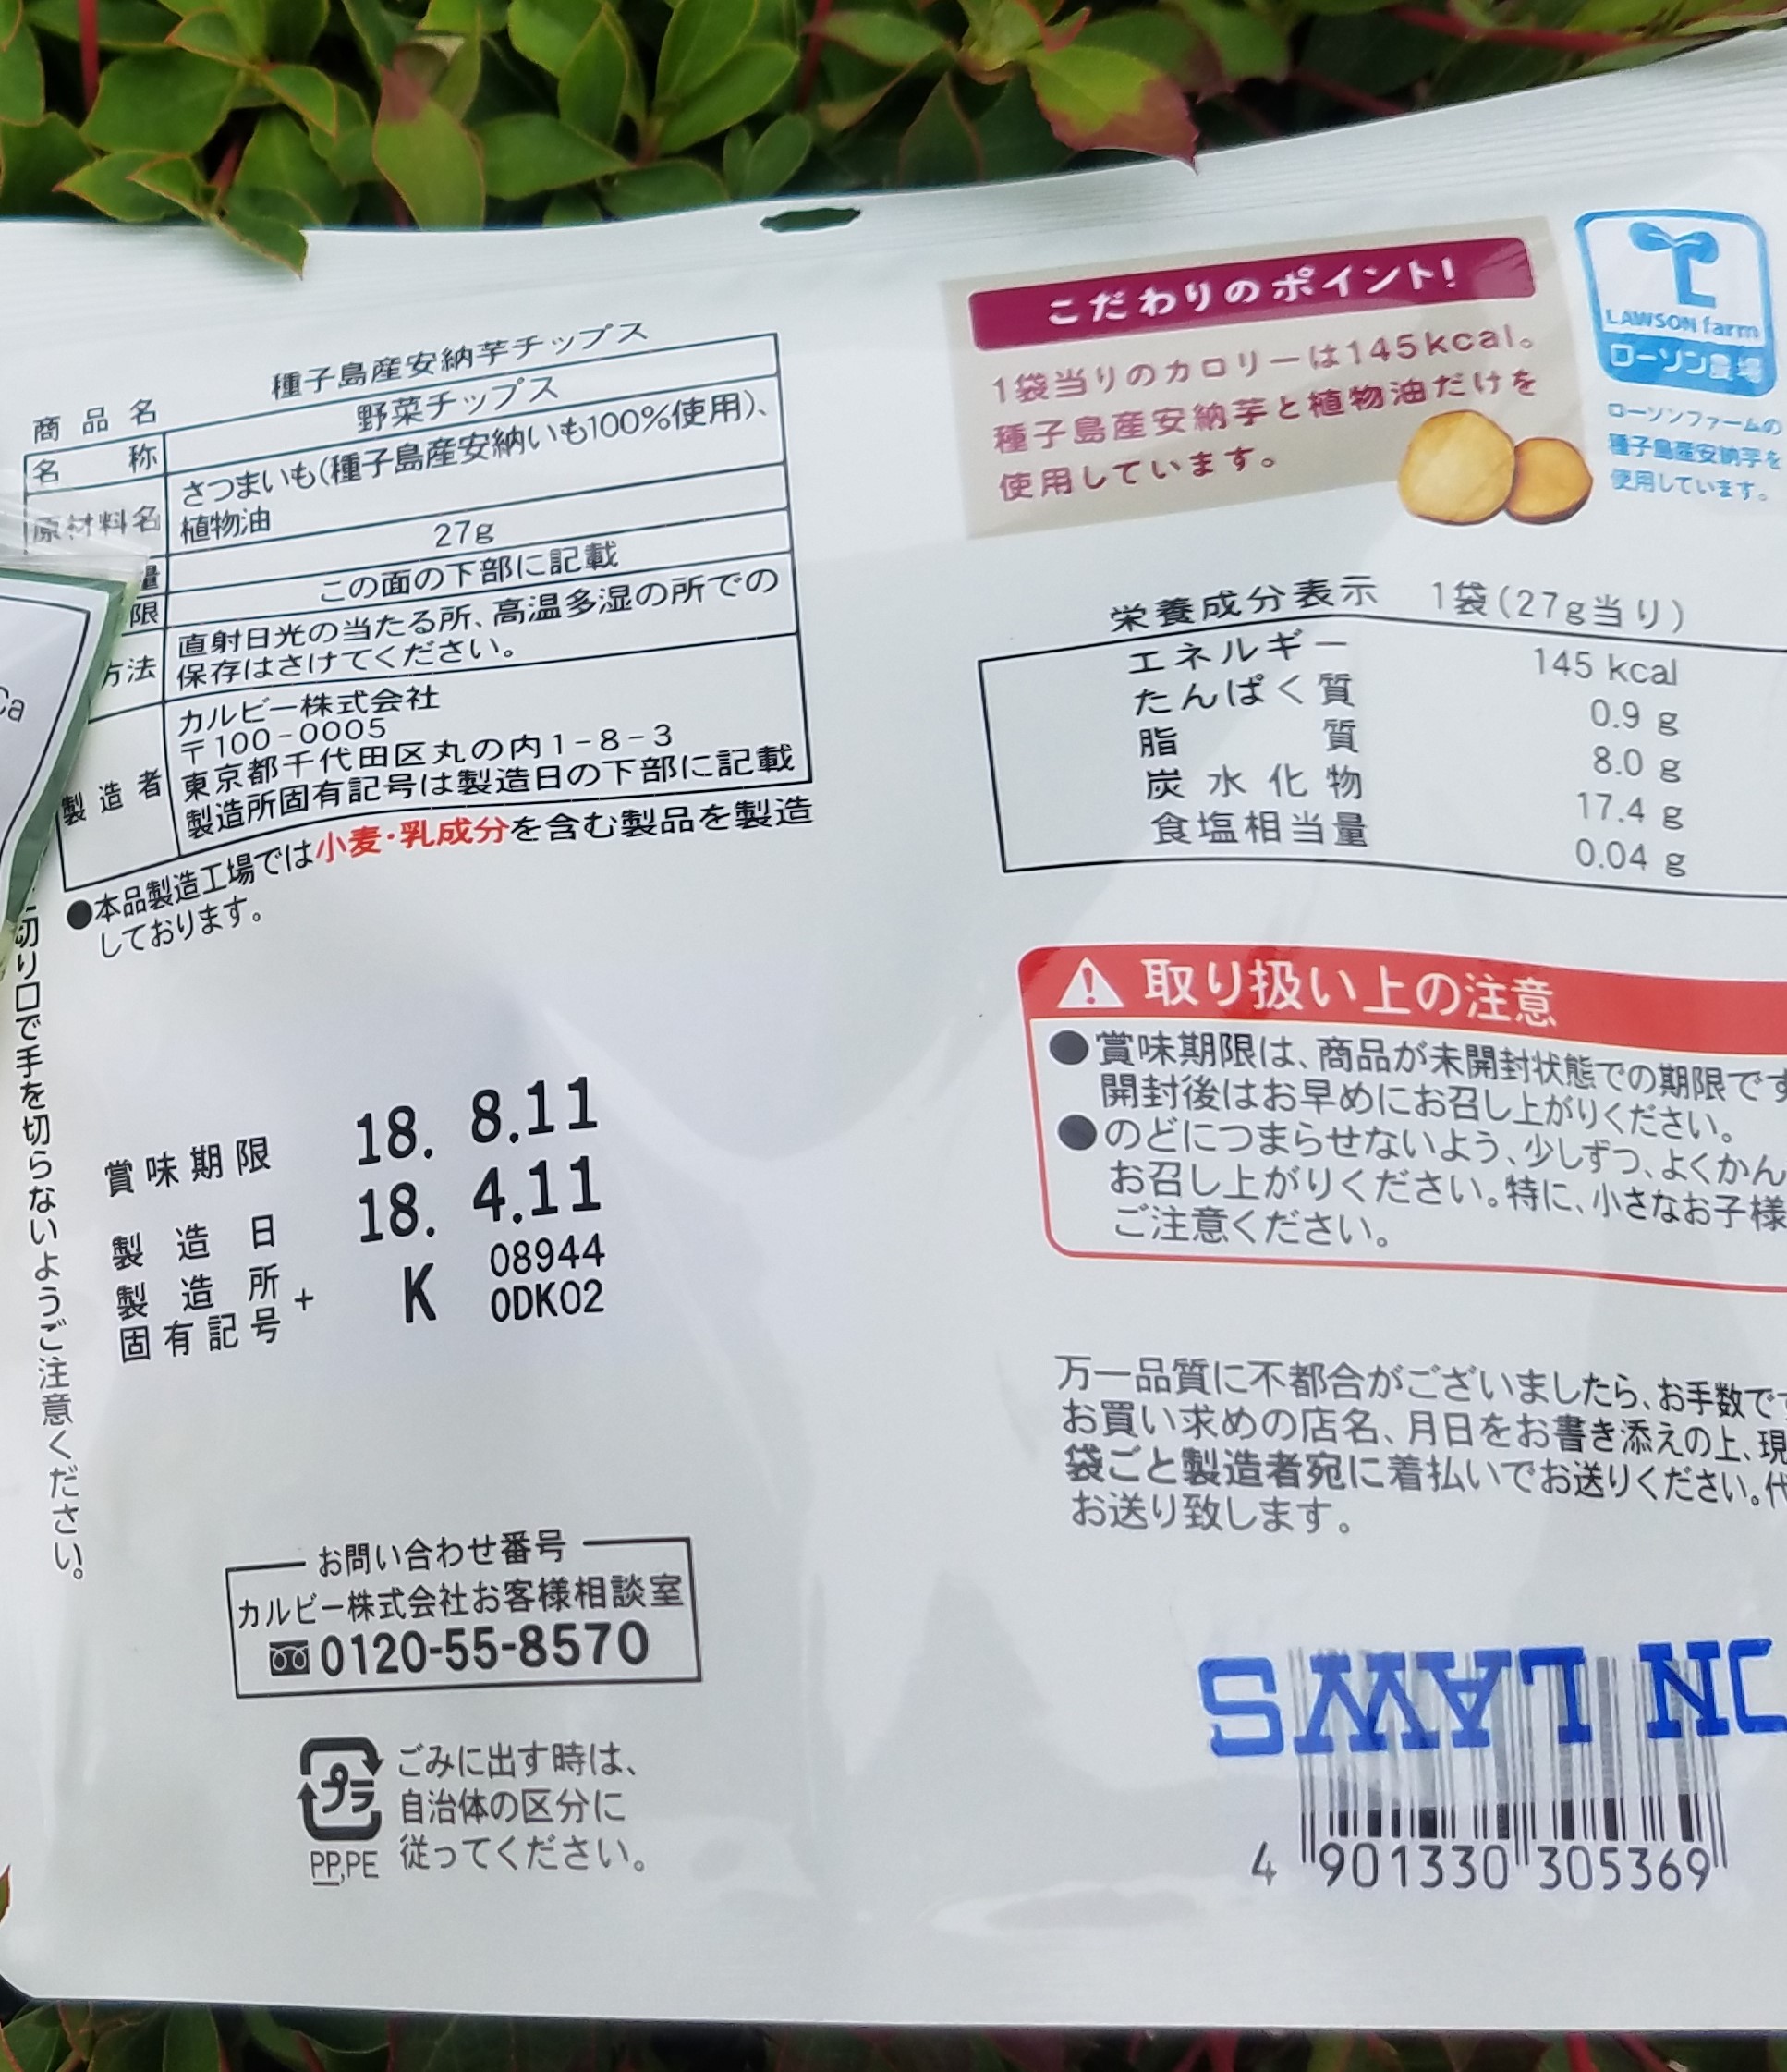 商品名 種子島産安納芋チップス
名称 野菜チップス
原材料名 さつまいも(種子島産安納いも100%使用)、
植物油
量 27g
限 この面の下部に記載
方法 直射日光の当たる所、高温多湿の所での
保存はさけてください。
製造者 カルビー株式会社
〒100-0005
東京都千代田区丸の内1-8-3
製造所固有記号は製造日の下部に記載
●本品製造工場では小麦・乳成分を含む製品を製造
しております。
切り口で手を切らないようご注意ください。
賞味期限 18. 8.11
製造日 18. 4.11
製造所固有記号 + K 08944
0DK02
お問い合わせ番号
カルビー株式会社お客様相談室
0120-55-8570
プラ
PP,PE
ごみに出す時は、
自治体の区分に
従ってください。
こだわりのポイント!
1袋当りのカロリーは145kcal。
種子島産安納芋と植物油だけを
使用しています。
LAWSON farm
ローソン農場
ローソンファームの
種子島産安納芋を
使用しています。
栄養成分表示 1袋(27g当り)
エネルギー 145 kcal
たんぱく質 0.9 g
脂質 8.0 g
炭水化物 17.4 g
食塩相当量 0.04 g
取り扱い上の注意
●賞味期限は、商品が未開封状態での期限です
開封後はお早めにお召し上がりください。
●のどにつまらせないよう、少しずつ、よくかん
お召し上がりください。特に、小さなお子様
ご注意ください。
万一品質に不都合がございましたら、お手数で
お買い求めの店名、月日をお書き添えの上、現
袋ごと製造者宛に着払いでお送りください。代
お送り致します。
ON LAWS
4 901330 305369